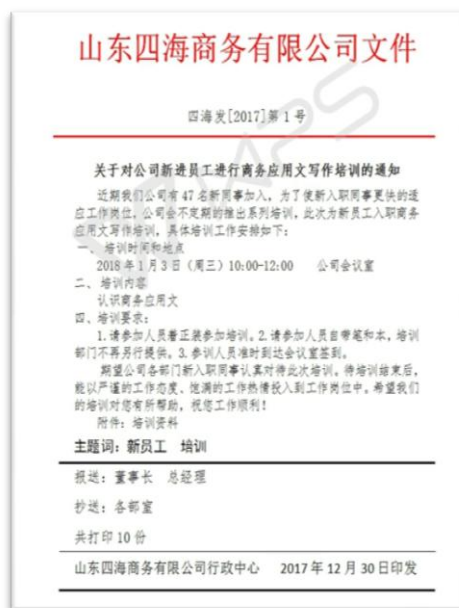 山东四海商务有限公司文件
四海发[2017]第 1 号
关于对公司新进员工进行商务应用文写作培训的通知
近期我们公司有 47 名新同事加入，为了使新入职同事更快的适
应工作岗位，公司会不定期的推出系列培训，此次为新员工入职商务
应用文写作培训，具体培训工作安排如下：
一、 培训时间和地点
2018 年 1 月 3 日（周三）10:00-12:00 公司会议室
二、 培训内容
认识商务应用文
四、培训要求：
1.请参加人员着正装参加培训。2.请参加人员自带笔和本，培训
部门不再另行提供。3.参训人员准时到达会议室签到。
期望公司各部门新入职同事认真对待此次培训。待培训结束后，
能以严谨的工作态度、饱满的工作热情投入到工作岗位中。希望我们
的培训对您有所帮助，祝您工作顺利！
附件：培训资料
主题词：新员工 培训
报送：董事长 总经理
抄送：各部室
共打印 10 份
山东四海商务有限公司行政中心 2017 年 12 月 30 日印发
WPS